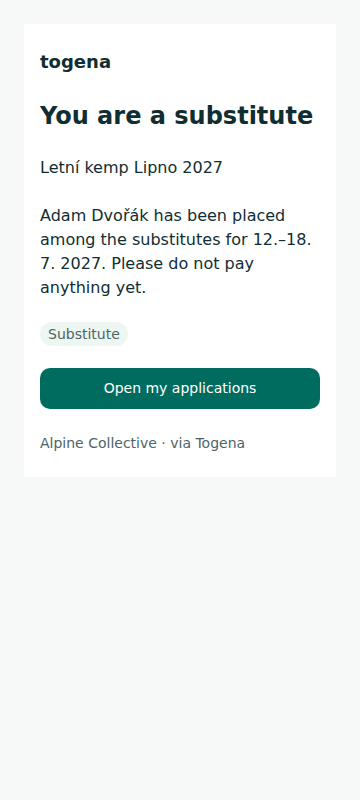 togena
You are a substitute
Letní kemp Lipno 2027
Adam Dvořák has been placed
among the substitutes for 12.–18.
7. 2027. Please do not pay
anything yet.
Substitute
Open my applications
Alpine Collective · via Togena